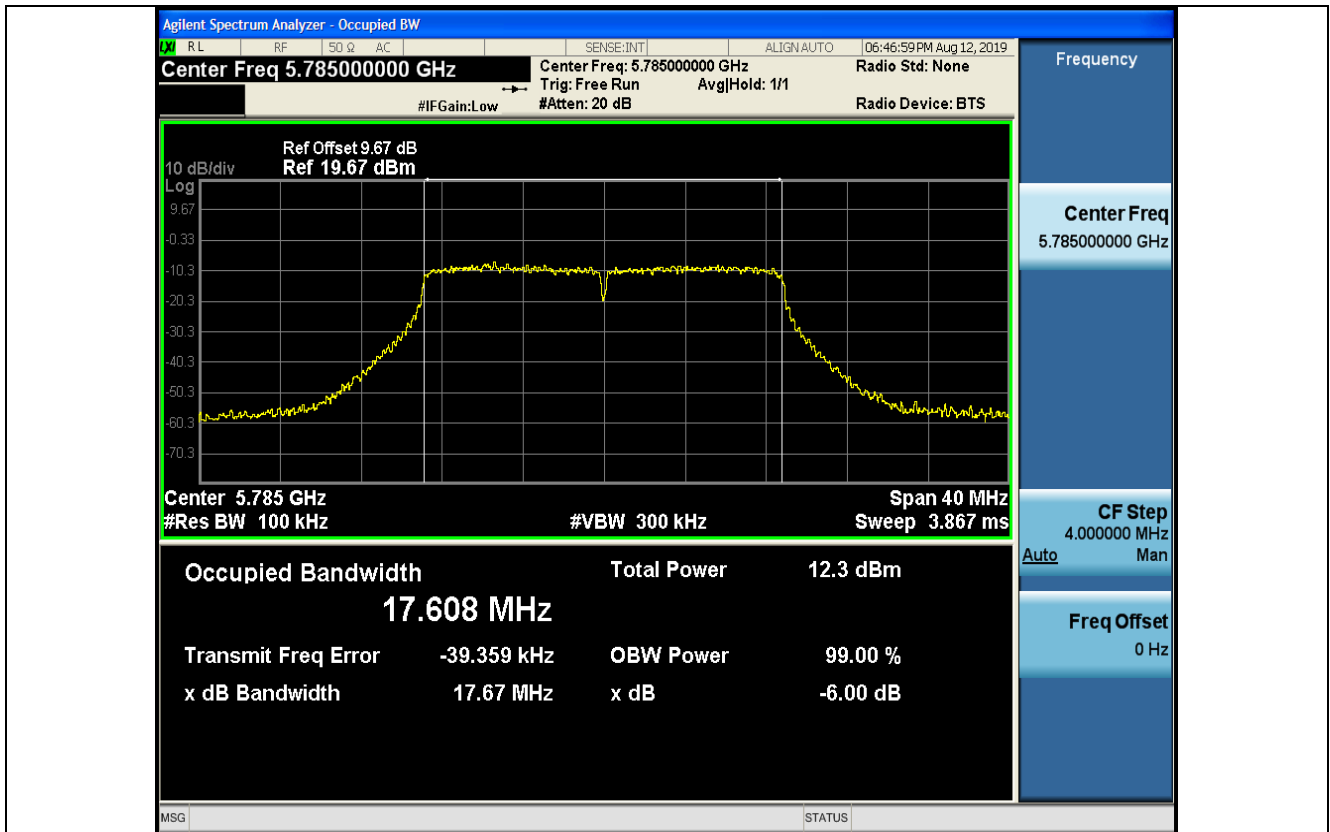 Agilent Spectrum Analyzer - Occupied BW
LXI RL RF 50 Ω AC SENSE:INT ALIGN AUTO 06:46:59 PM Aug 12, 2019
Center Freq 5.785000000 GHz Center Freq: 5.785000000 GHz Radio Std: None
Trig: Free Run Avg|Hold: 1/1
#IFGain:Low #Atten: 20 dB Radio Device: BTS
Frequency
Ref Offset 9.67 dB
10 dB/div Ref 19.67 dBm
Log
9.67
-0.33
-10.3
-20.3
-30.3
-40.3
-50.3
-60.3
-70.3
Center 5.785 GHz Span 40 MHz
#Res BW 100 kHz #VBW 300 kHz Sweep 3.867 ms
Center Freq
5.785000000 GHz
CF Step
4.000000 MHz
Auto Man
Freq Offset
0 Hz
Occupied Bandwidth Total Power 12.3 dBm
17.608 MHz
Transmit Freq Error -39.359 kHz OBW Power 99.00 %
x dB Bandwidth 17.67 MHz x dB -6.00 dB
MSG STATUS